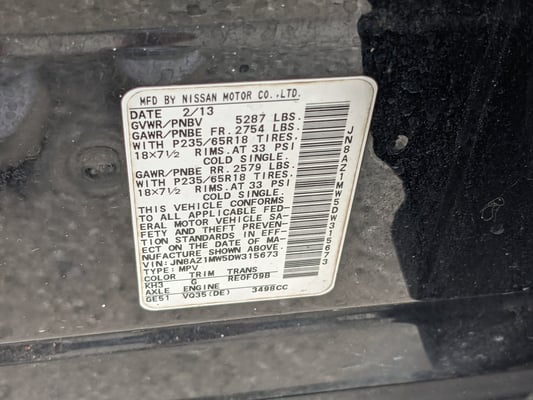 MFD BY NISSAN MOTOR CO.,LTD.
DATE 2/13
GVWR/PNBV 5287 LBS.
GAWR/PNBE FR. 2754 LBS.
WITH P235/65R18 TIRES.
18×7½ RIMS.AT 33 PSI
COLD SINGLE.
GAWR/PNBE RR. 2579 LBS.
WITH P235/65R18 TIRES.
18×7½ RIMS.AT 33 PSI
COLD SINGLE.
THIS VEHICLE CONFORMS
TO ALL APPLICABLE FED-
ERAL MOTOR VEHICLE SA-
FETY AND THEFT PREVEN-
TION STANDARDS IN EFF-
ECT ON THE DATE OF MA-
NUFACTURE SHOWN ABOVE.
VIN: JN8AZ1MW5DW315673
TYPE: MPV
COLOR TRIM TRANS
KH3 G RE0F09B
AXLE ENGINE
GE51 VQ35(DE) 3498CC
JN8AZ1MW5DW315673